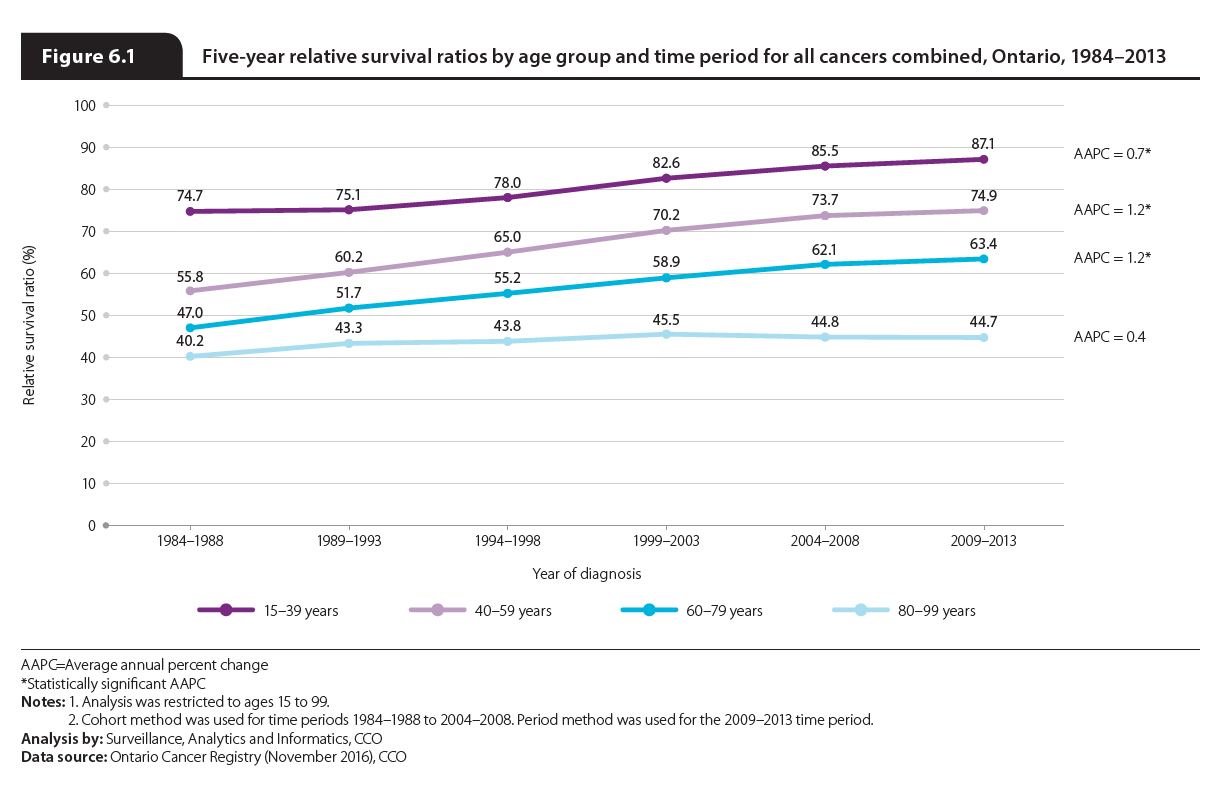 Figure 6.1 Five-year relative survival ratios by age group and time period for all cancers combined, Ontario, 1984–2013
Relative survival ratio (%)
100
90
80
70
60
50
40
30
20
10
0
74.7 75.1 78.0 82.6 85.5 87.1
AAPC = 0.7*
55.8 60.2 65.0 70.2 73.7 74.9
AAPC = 1.2*
47.0 51.7 55.2 58.9 62.1 63.4
AAPC = 1.2*
40.2 43.3 43.8 45.5 44.8 44.7
AAPC = 0.4
1984–1988 1989–1993 1994–1998 1999–2003 2004–2008 2009–2013
Year of diagnosis
15–39 years 40–59 years 60–79 years 80–99 years
AAPC=Average annual percent change
*Statistically significant AAPC
Notes: 1. Analysis was restricted to ages 15 to 99.
2. Cohort method was used for time periods 1984–1988 to 2004–2008. Period method was used for the 2009–2013 time period.
Analysis by: Surveillance, Analytics and Informatics, CCO
Data source: Ontario Cancer Registry (November 2016), CCO